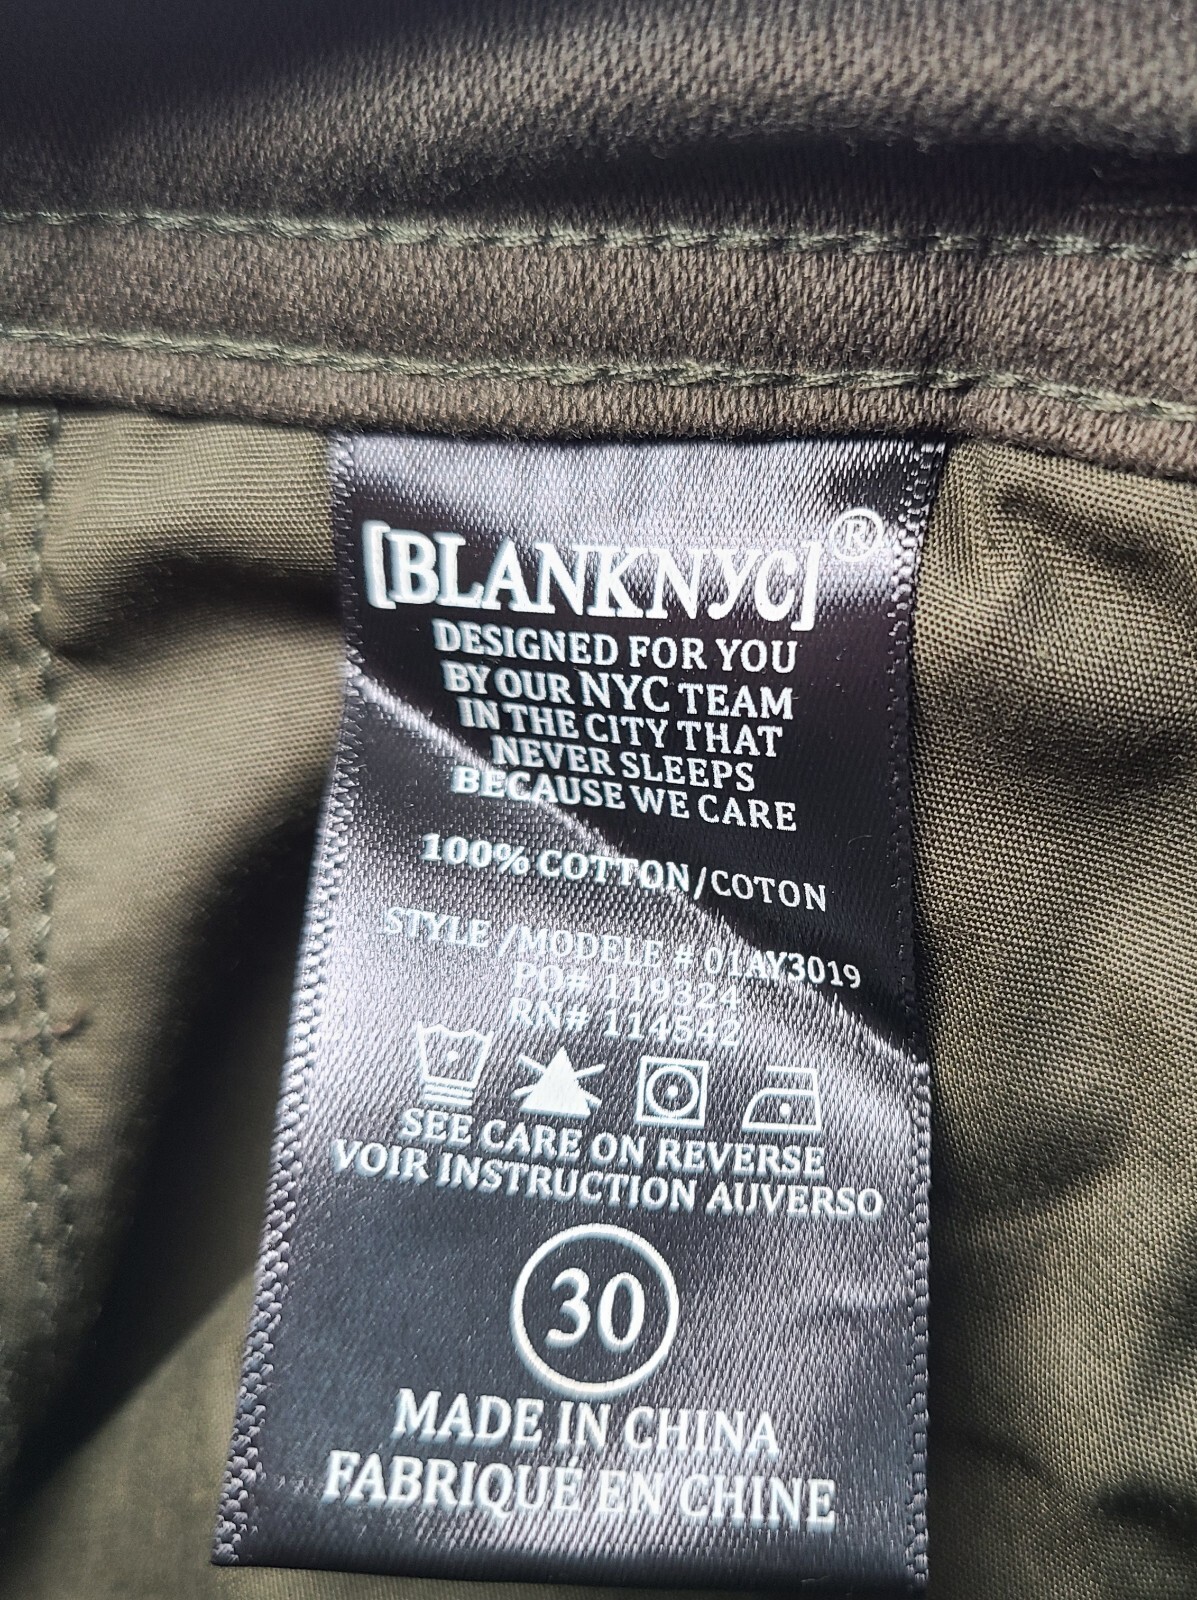 [BLANKNYC]®
DESIGNED FOR YOU
BY OUR NYC TEAM
IN THE CITY THAT
NEVER SLEEPS
BECAUSE WE CARE
100% COTTON/COTON
STYLE /MODELE # 01AY3019
PO# 119324
RN# 114542
SEE CARE ON REVERSE
VOIR INSTRUCTION AUVERSO
30
MADE IN CHINA
FABRIQUÉ EN CHINE